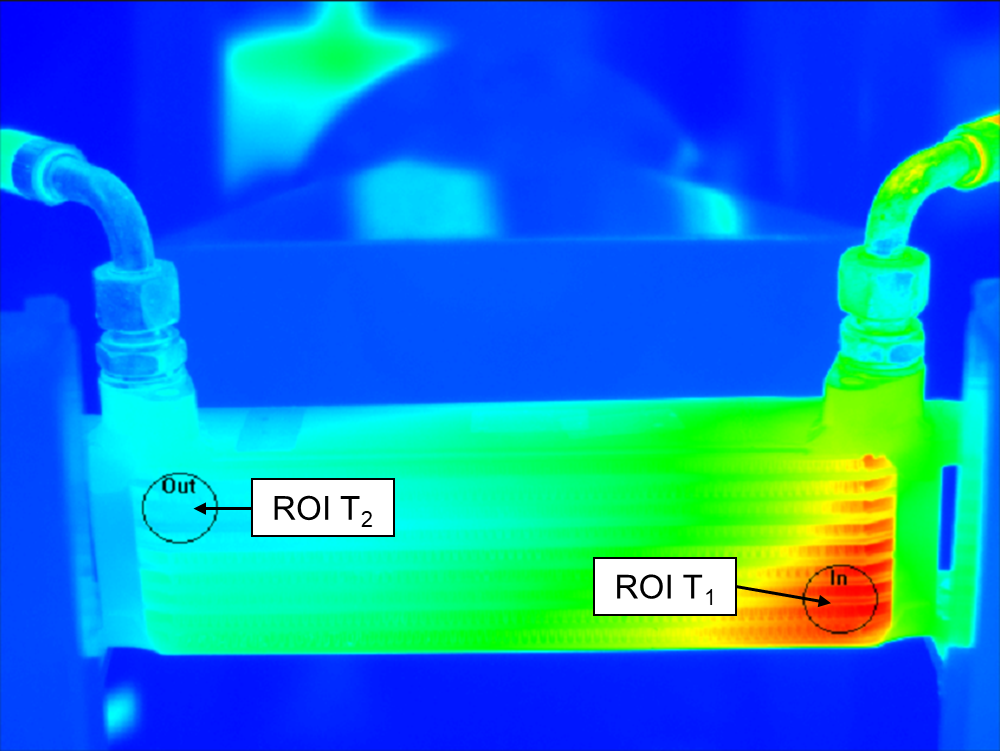 Out
ROI T₂
ROI T₁
In